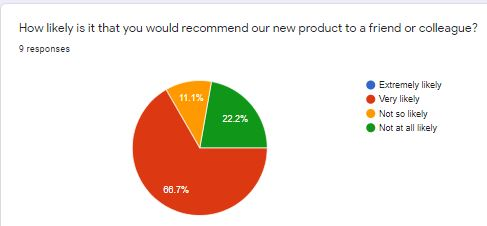 How likely is it that you would recommend our new product to a friend or colleague?
9 responses
Extremely likely
Very likely
Not so likely
Not at all likely
11.1%
22.2%
66.7%